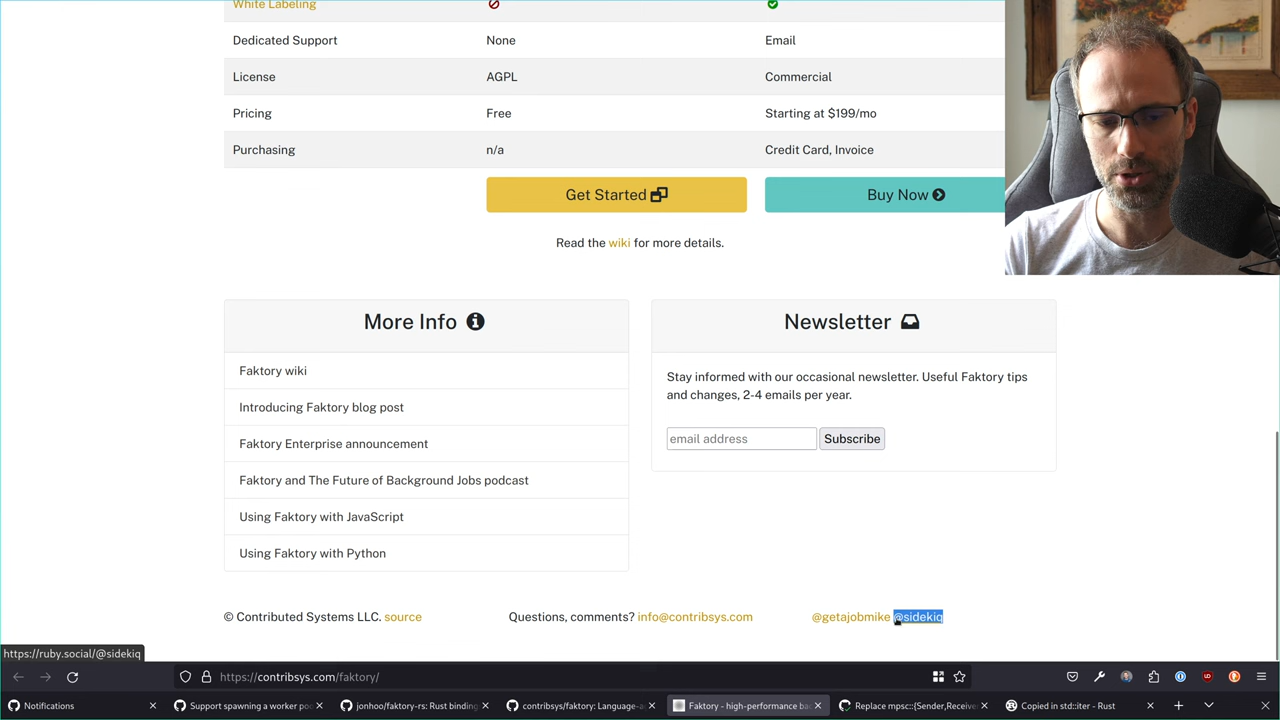 White Labeling
Dedicated Support None Email
License AGPL Commercial
Pricing Free Starting at $199/mo
Purchasing n/a Credit Card, Invoice
Get Started Buy Now
Read the wiki for more details.
More Info
Faktory wiki
Introducing Faktory blog post
Faktory Enterprise announcement
Faktory and The Future of Background Jobs podcast
Using Faktory with JavaScript
Using Faktory with Python
Newsletter
Stay informed with our occasional newsletter. Useful Faktory tips
and changes, 2-4 emails per year.
email address Subscribe
© Contributed Systems LLC. source Questions, comments? info@contribsys.com @getajobmike @sidekiq
https://ruby.social/@sidekiq
https://contribsys.com/faktory/
Notifications Support spawning a worker po jonhoo/faktory-rs: Rust binding contribsys/faktory: Language-a Faktory - high-performance ba Replace mpsc::{Sender,Receive Copied in std::iter - Rust